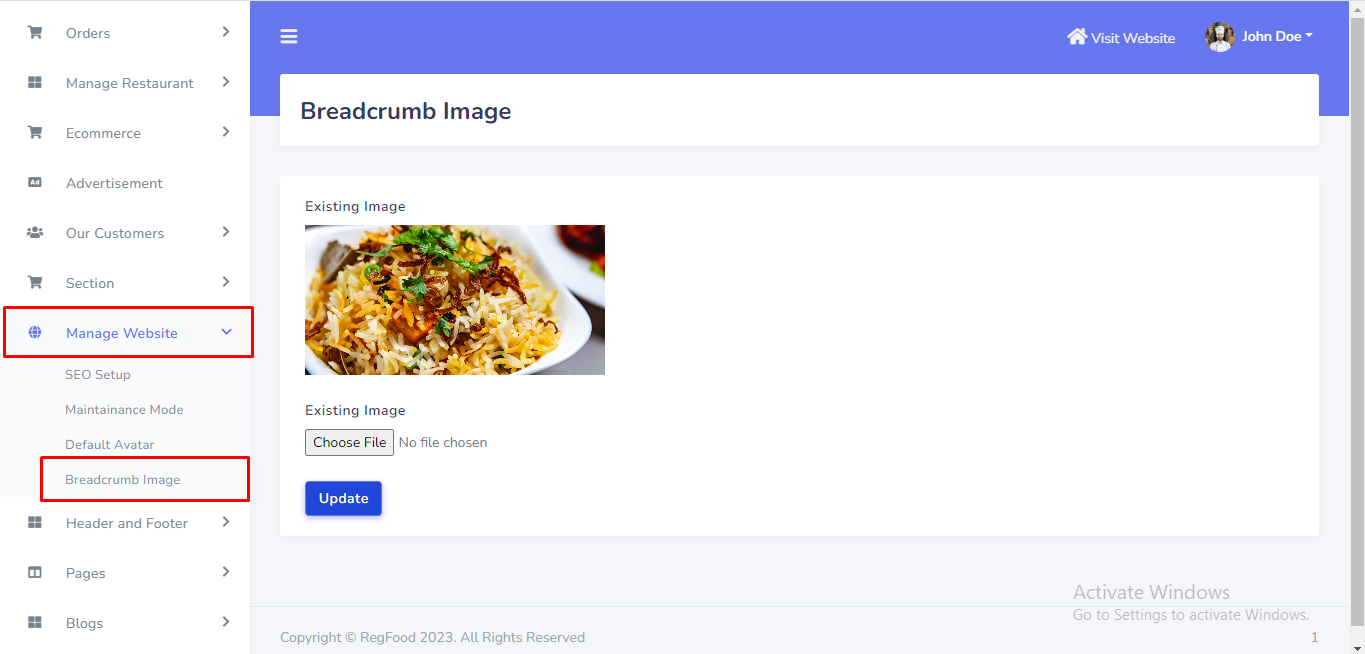 Orders
Manage Restaurant
Ecommerce
Ad
Advertisement
Our Customers
Section
Manage Website
SEO Setup
Maintainance Mode
Default Avatar
Breadcrumb Image
Header and Footer
Pages
Blogs
Visit Website
John Doe
Breadcrumb Image
Existing Image
Existing Image
Choose File No file chosen
Update
Activate Windows
Go to Settings to activate Windows.
Copyright © RegFood 2023. All Rights Reserved
1